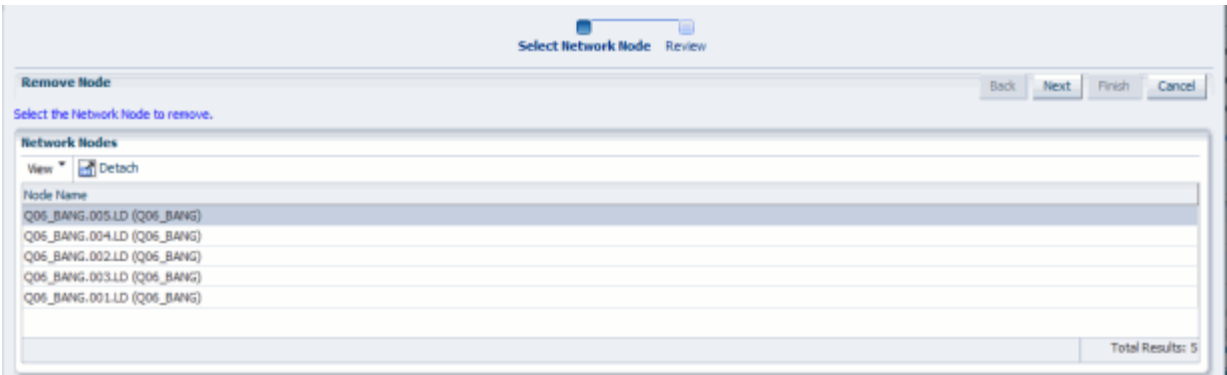 Select Network Node Review
Remove Node Back Next Finish Cancel
Select the Network Node to remove.
Network Nodes
View Detach
Node Name
Q06_BANG.005.LD (Q06_BANG)
Q06_BANG.004.LD (Q06_BANG)
Q06_BANG.002.LD (Q06_BANG)
Q06_BANG.003.LD (Q06_BANG)
Q06_BANG.001.LD (Q06_BANG)
Total Results: 5